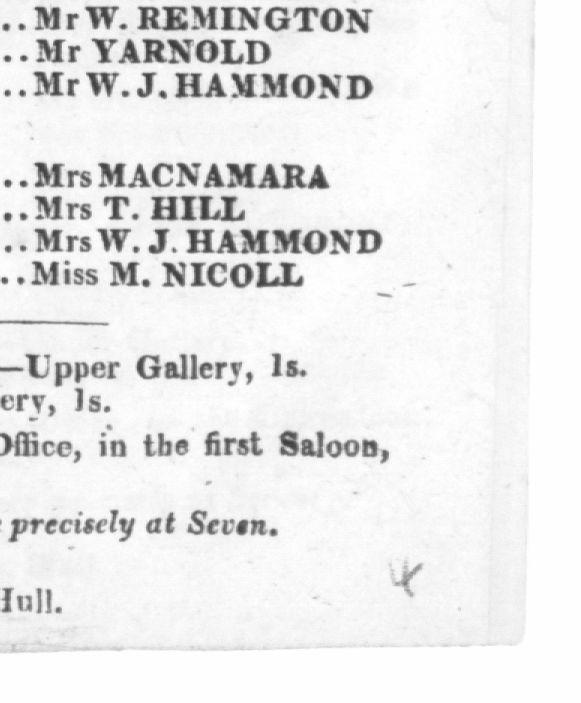 ..Mr W. REMINGTON
..Mr YARNOLD
..Mr W. J. HAMMOND
..Mrs MACNAMARA
..Mrs T. HILL
..Mrs W. J. HAMMOND
..Miss M. NICOLL
—Upper Gallery, 1s.
ery, 1s.
Office, in the first Saloon,
precisely at Seven.
Hull.